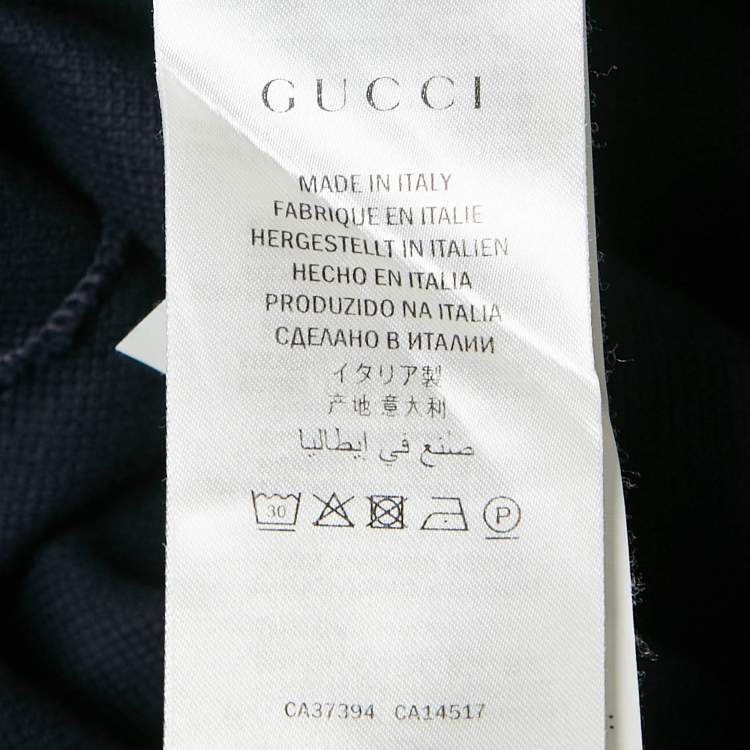 GUCCI
MADE IN ITALY
FABRIQUE EN ITALIE
HERGESTELLT IN ITALIEN
HECHO EN ITALIA
PRODUZIDO NA ITALIA
СДЕЛАНО В ИТАЛИИ
イタリア製
产地意大利
صنع في إيطاليا
30 P
CA37394 CA14517